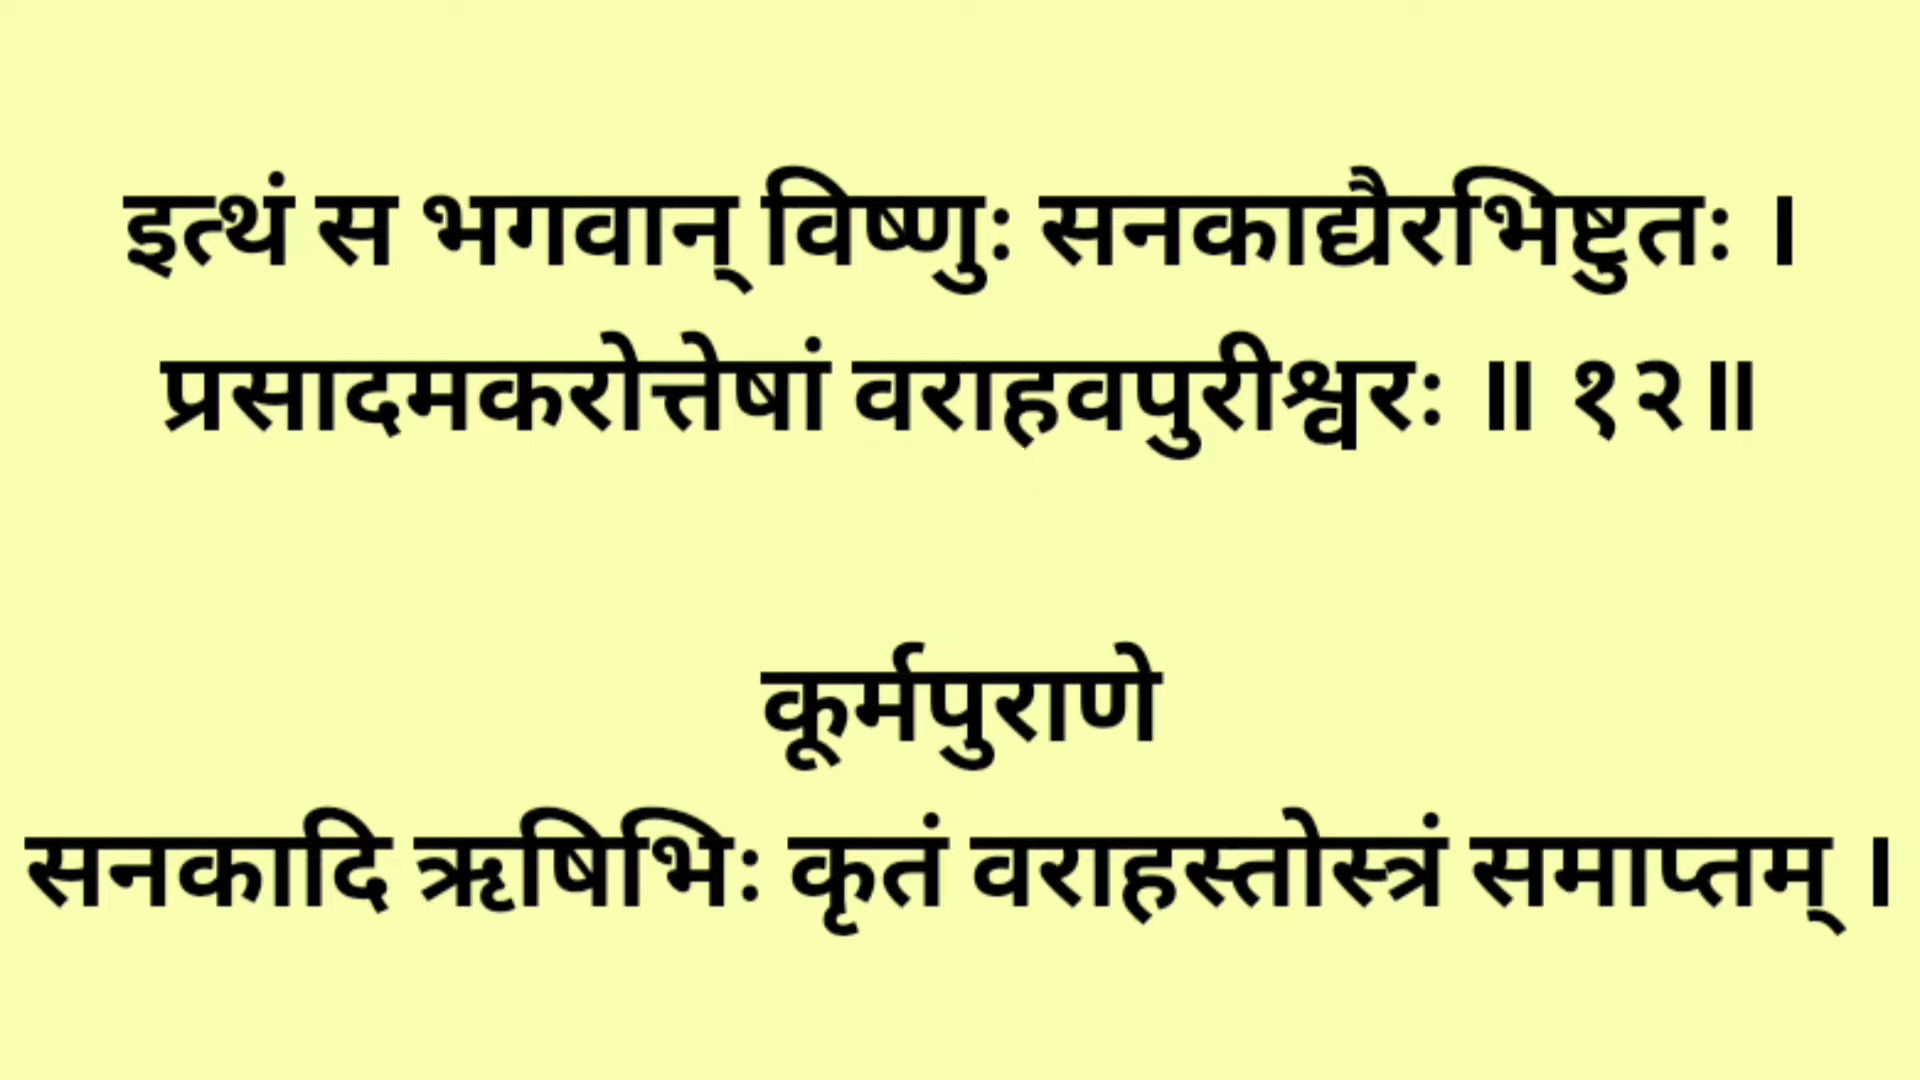 इत्थं स भगवान् विष्णुः सनकाद्यैरभिष्टुतः ।
प्रसादमकरोत्तेषां वराहवपुरीश्वरः ॥ १२॥
कूर्मपुराणे
सनकादि ऋषिभिः कृतं वराहस्तोस्त्रं समाप्तम् ।